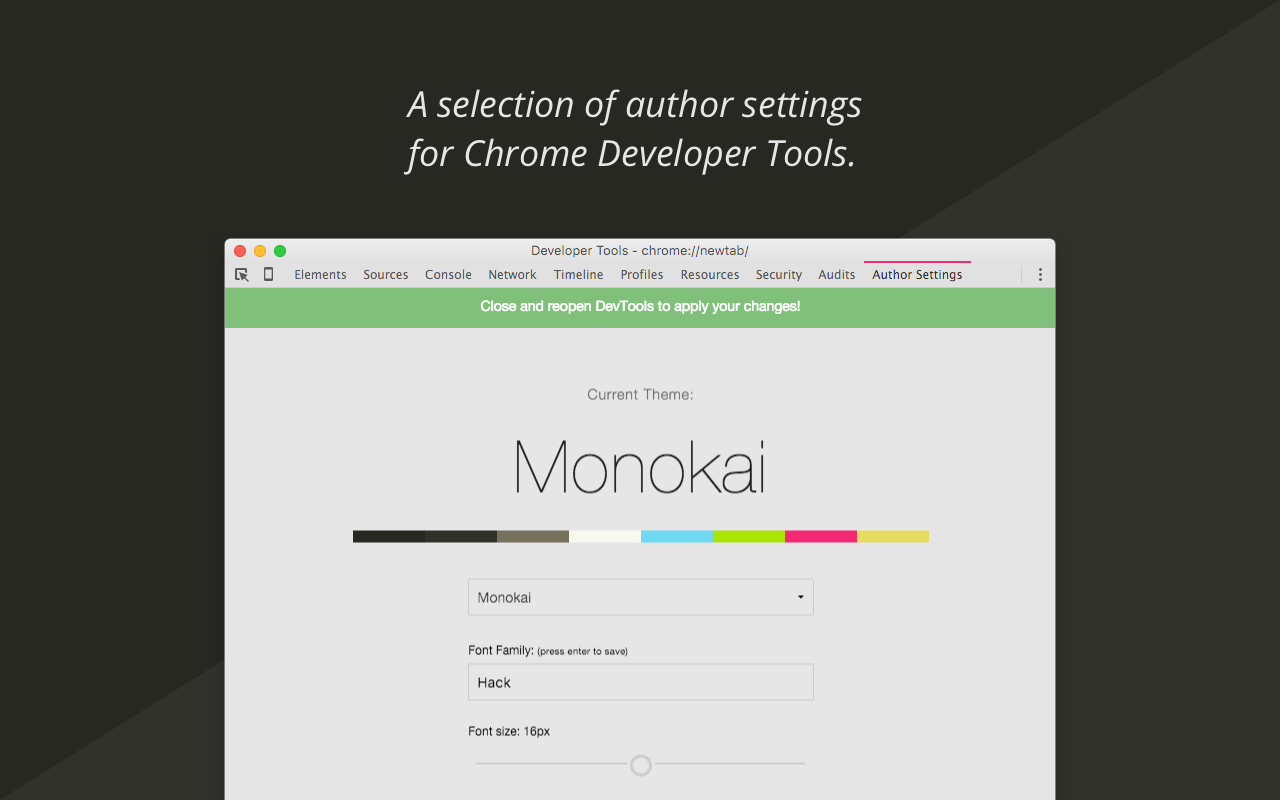 A selection of author settings
for Chrome Developer Tools.
Developer Tools - chrome://newtab/
Elements Sources Console Network Timeline Profiles Resources Security Audits Author Settings
Close and reopen DevTools to apply your changes!
Current Theme:
Monokai
Monokai
Font Family: (press enter to save)
Hack
Font size: 16px